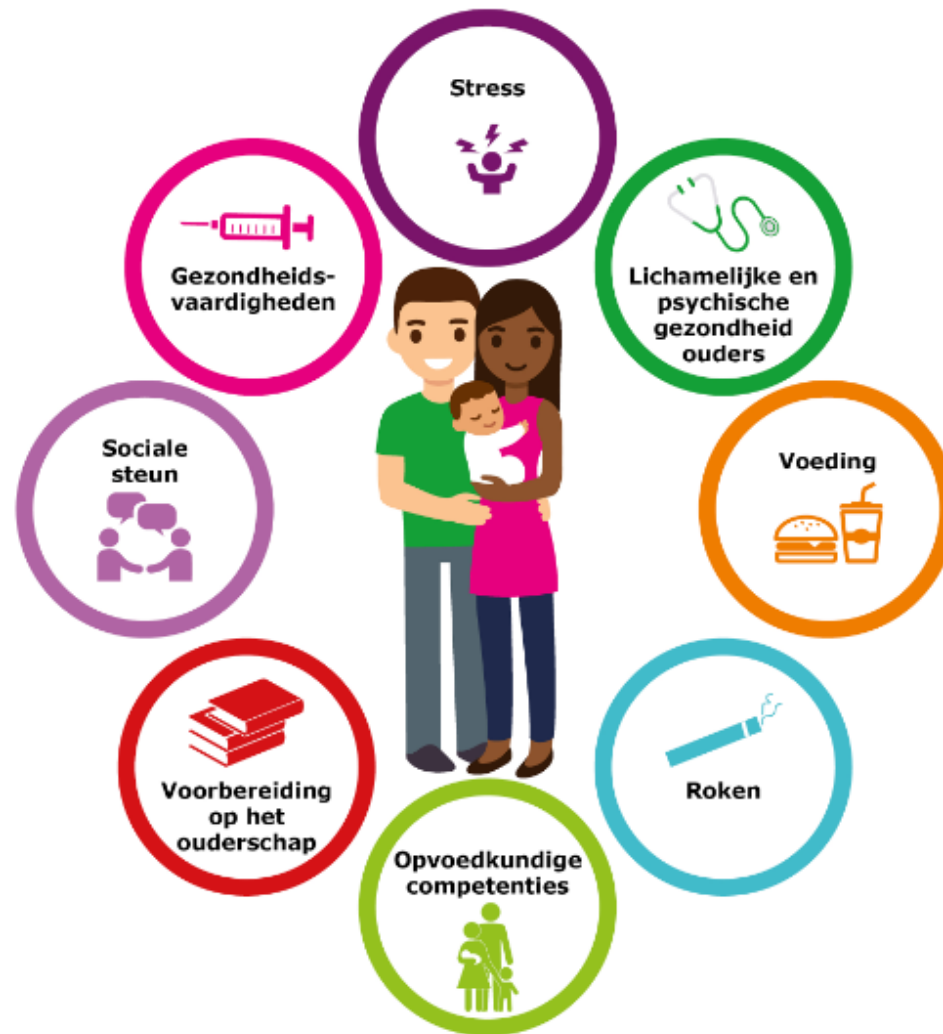 Stress
Gezondheids-
vaardigheden
Lichamelijke en
psychische
gezondheid
ouders
Sociale
steun
Voeding
Voorbereiding
op het
ouderschap
Roken
Opvoedkundige
competenties